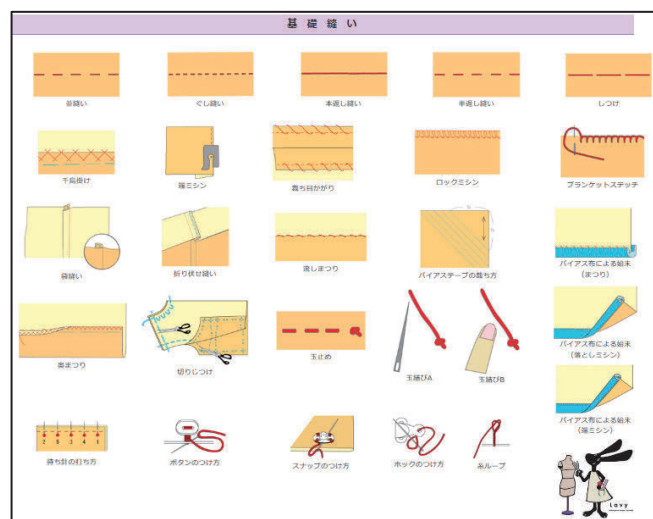 基礎縫い
並縫い
ぐし縫い
本返し縫い
半返し縫い
しつけ
千鳥掛け
端ミシン
裁ち目かがり
ロックミシン
ブランケットステッチ
袋縫い
折り伏せ縫い
流しまつり
バイアステープの裁ち方
バイアス布による始末
(まつり)
奥まつり
切りじつけ
玉止め
玉結びA
玉結びB
バイアス布による始末
(落としミシン)
バイアス布による始末
(端ミシン)
待ち針の打ち方
ボタンのつけ方
スナップのつけ方
ホックのつけ方
糸ループ
Lavy